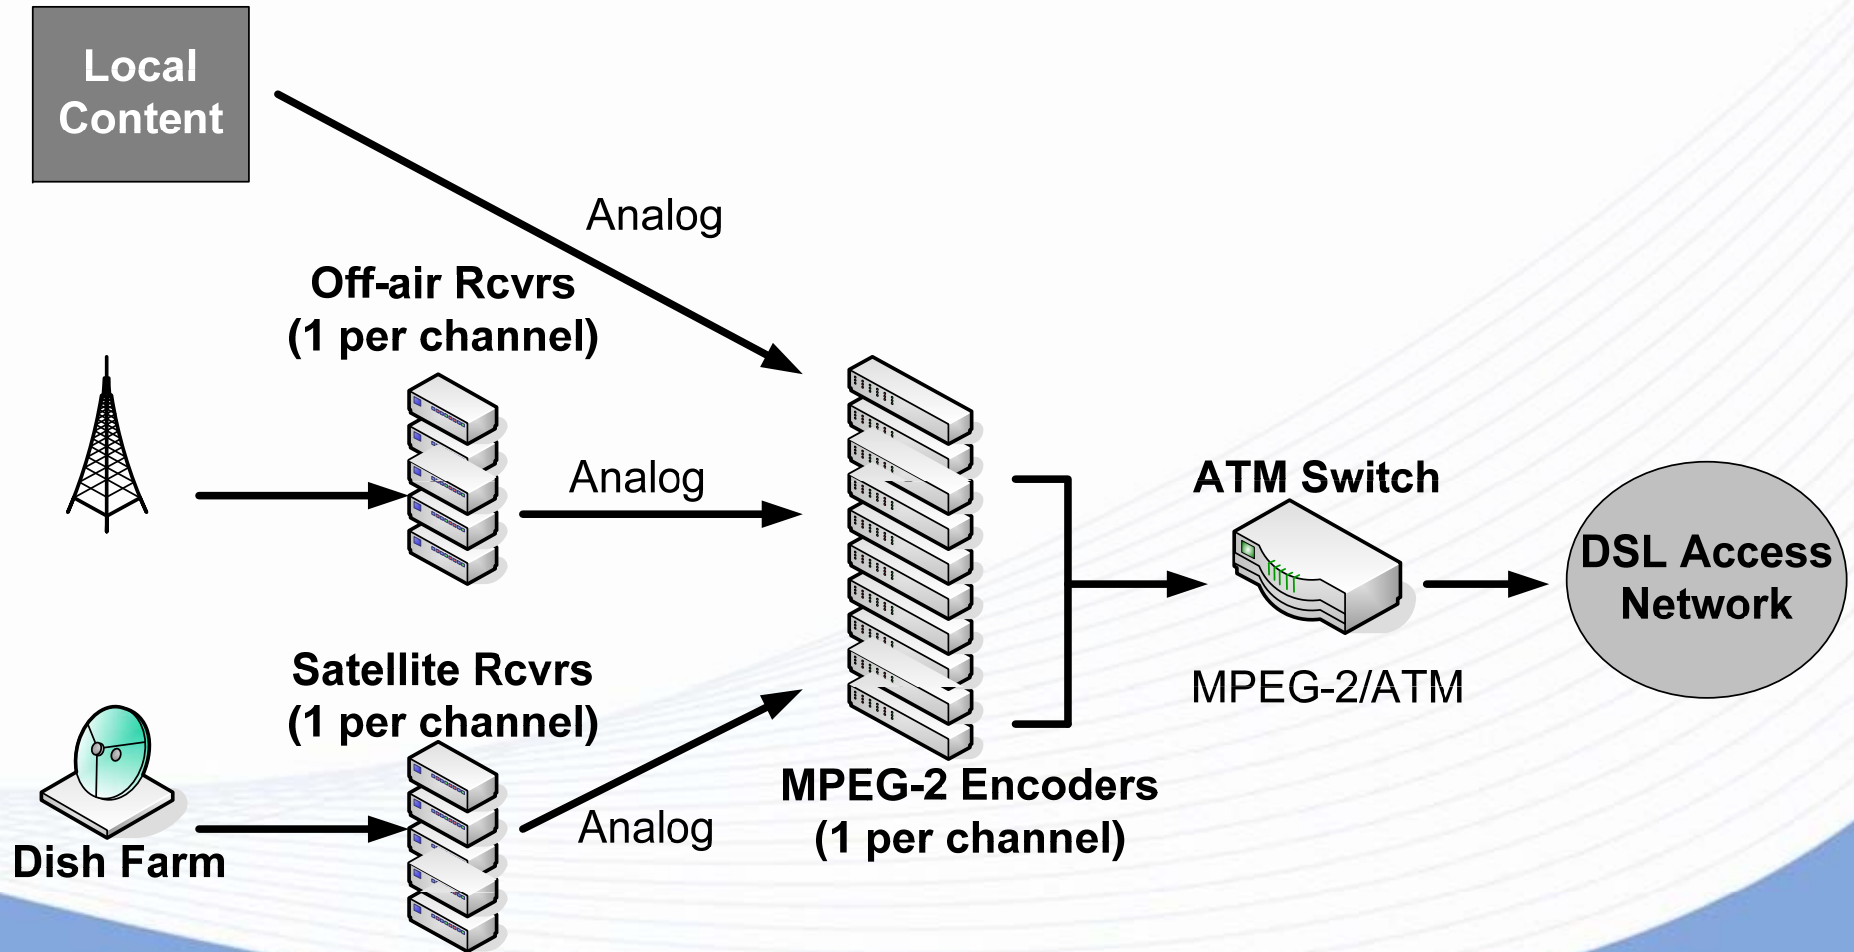 Local
Content
Analog
Off-air Rcvrs
(1 per channel)
Analog
ATM Switch
DSL Access
Network
MPEG-2/ATM
Satellite Rcvrs
(1 per channel)
Analog
MPEG-2 Encoders
(1 per channel)
Dish Farm